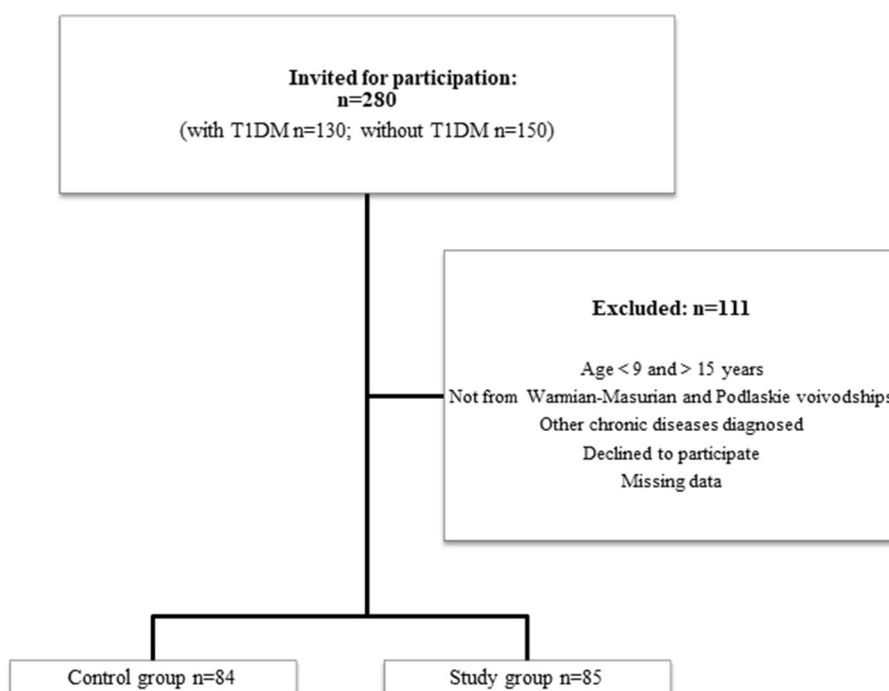 Invited for participation:
n=280
(with T1DM n=130; without T1DM n=150)
Excluded: n=111
Age < 9 and > 15 years
Not from Warmian-Masurian and Podlaskie voivodships
Other chronic diseases diagnosed
Declined to participate
Missing data
Control group n=84
Study group n=85